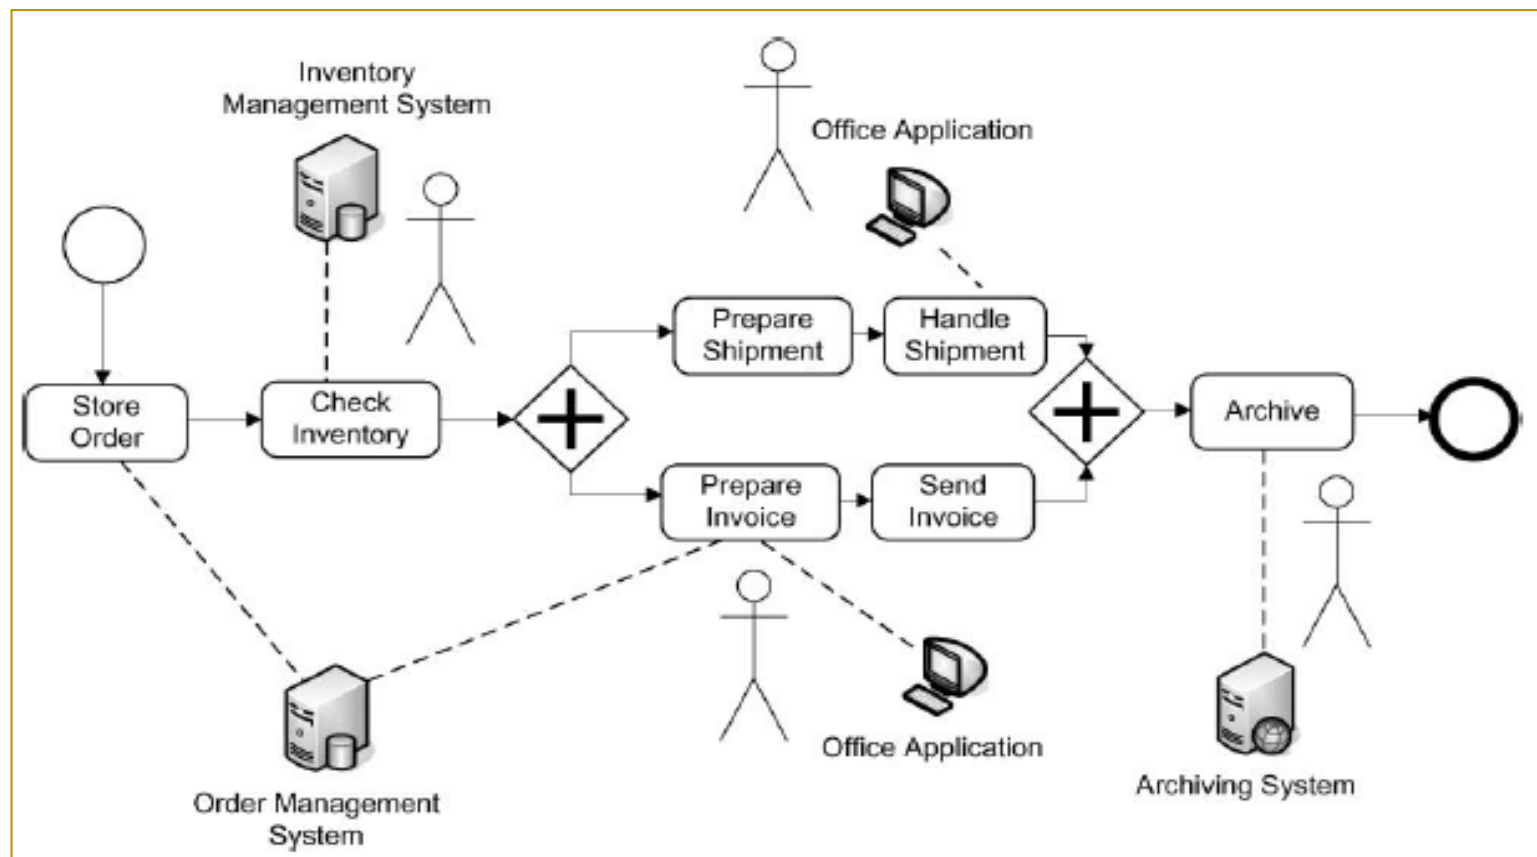 Inventory
Management System
Office Application
Store
Order
Check
Inventory
Prepare
Shipment
Handle
Shipment
Prepare
Invoice
Send
Invoice
Archive
Order Management
System
Office Application
Archiving System